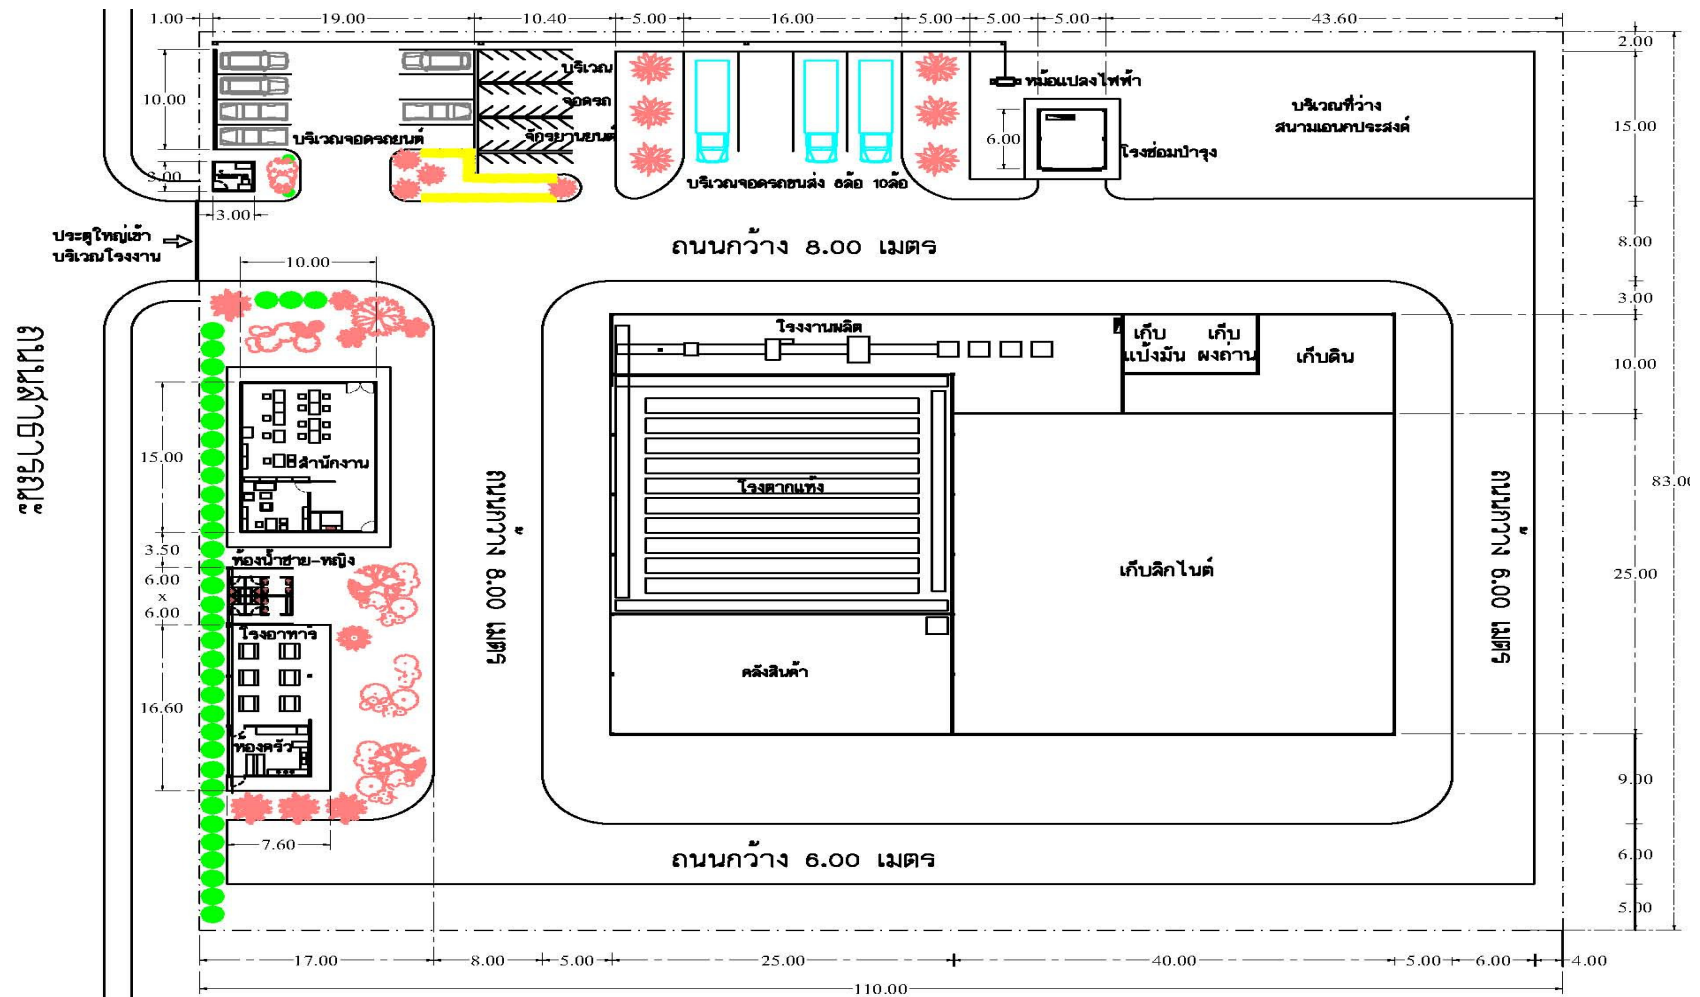 1.00
19.00
10.40
5.00
16.00
5.00
5.00
5.00
43.60
2.00
10.00
บริเวณจอดรถยนต์
บริเวณ
จอดรถ
จักรยานยนต์
บริเวณจอดรถขนส่ง 6ล้อ 10ล้อ
หม้อแปลงไฟฟ้า
6.00
โรงซ่อมบำรุง
บริเวณที่ว่าง
สนามเอนกประสงค์
15.00
3.00
3.00
ประตูใหญ่เข้า
บริเวณโรงงาน
ถนนกว้าง 8.00 เมตร
8.00
10.00
3.00
ถนนสาธารณะ
โรงงานผลิต
เก็บ
แป้งมัน
เก็บ
ผงถ่าน
เก็บดิน
10.00
15.00
สำนักงาน
โรงตากแท่ง
ถนนกว้าง 8.00 เมตร
ถนนกว้าง 6.00 เมตร
83.00
3.50
ห้องน้ำชาย-หญิง
6.00
x
6.00
เก็บลิกไนต์
25.00
โรงอาหาร
คลังสินค้า
16.60
ห้องครัว
9.00
7.60
ถนนกว้าง 6.00 เมตร
6.00
5.00
17.00
8.00
5.00
25.00
40.00
5.00
6.00
4.00
110.00